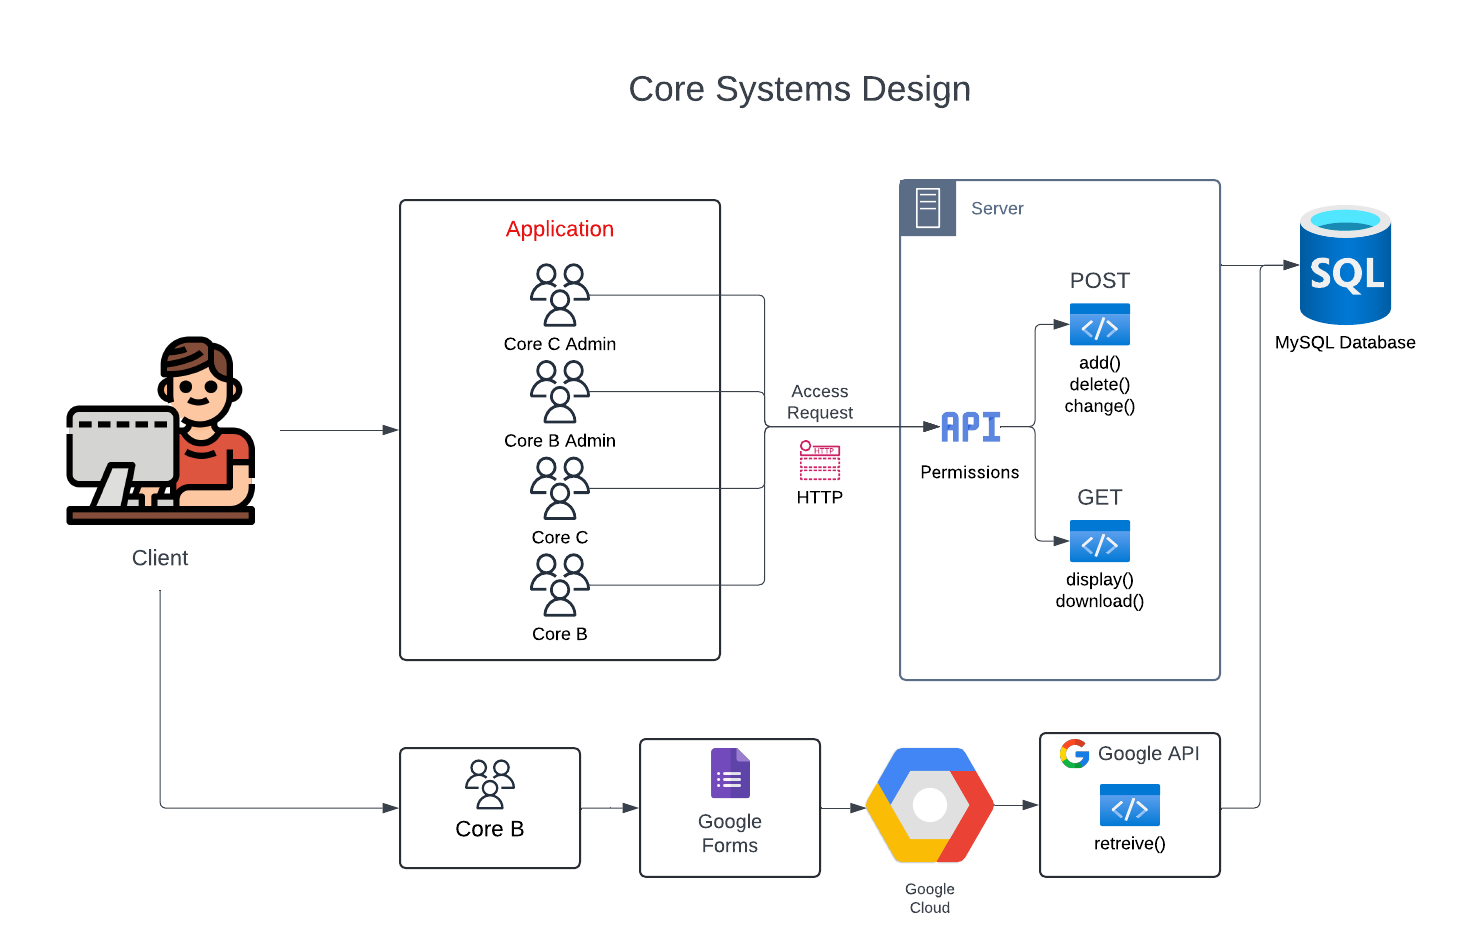 Core Systems Design
Application
Core C Admin
Core B Admin
Core C
Core B
Client
Access
Request
HTTP
HTTP
Server
API
Permissions
POST
add()
delete()
change()
GET
display()
download()
SQL
MySQL Database
Core B
Google
Forms
Google
Cloud
G Google API
retreive()